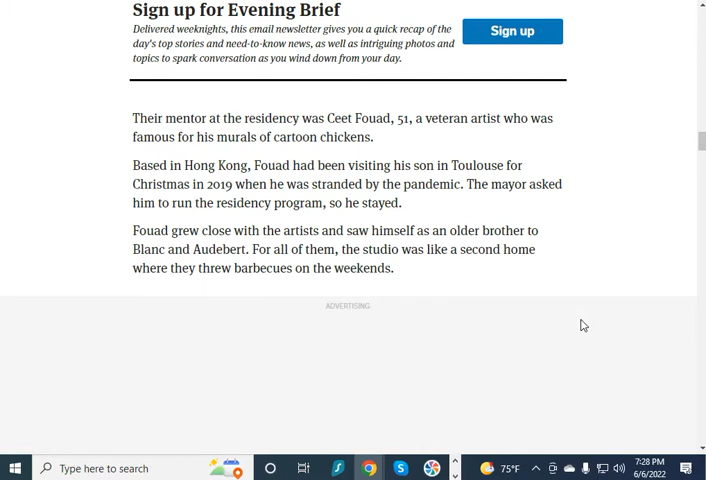 Sign up for Evening Brief
Delivered weeknights, this email newsletter gives you a quick recap of the
day's top stories and need-to-know news, as well as intriguing photos and
topics to spark conversation as you wind down from your day.
Sign up
Their mentor at the residency was Ceet Fouad, 51, a veteran artist who was
famous for his murals of cartoon chickens.
Based in Hong Kong, Fouad had been visiting his son in Toulouse for
Christmas in 2019 when he was stranded by the pandemic. The mayor asked
him to run the residency program, so he stayed.
Fouad grew close with the artists and saw himself as an older brother to
Blanc and Audebert. For all of them, the studio was like a second home
where they threw barbecues on the weekends.
ADVERTISING
Type here to search
75°F
7:28 PM
6/6/2022